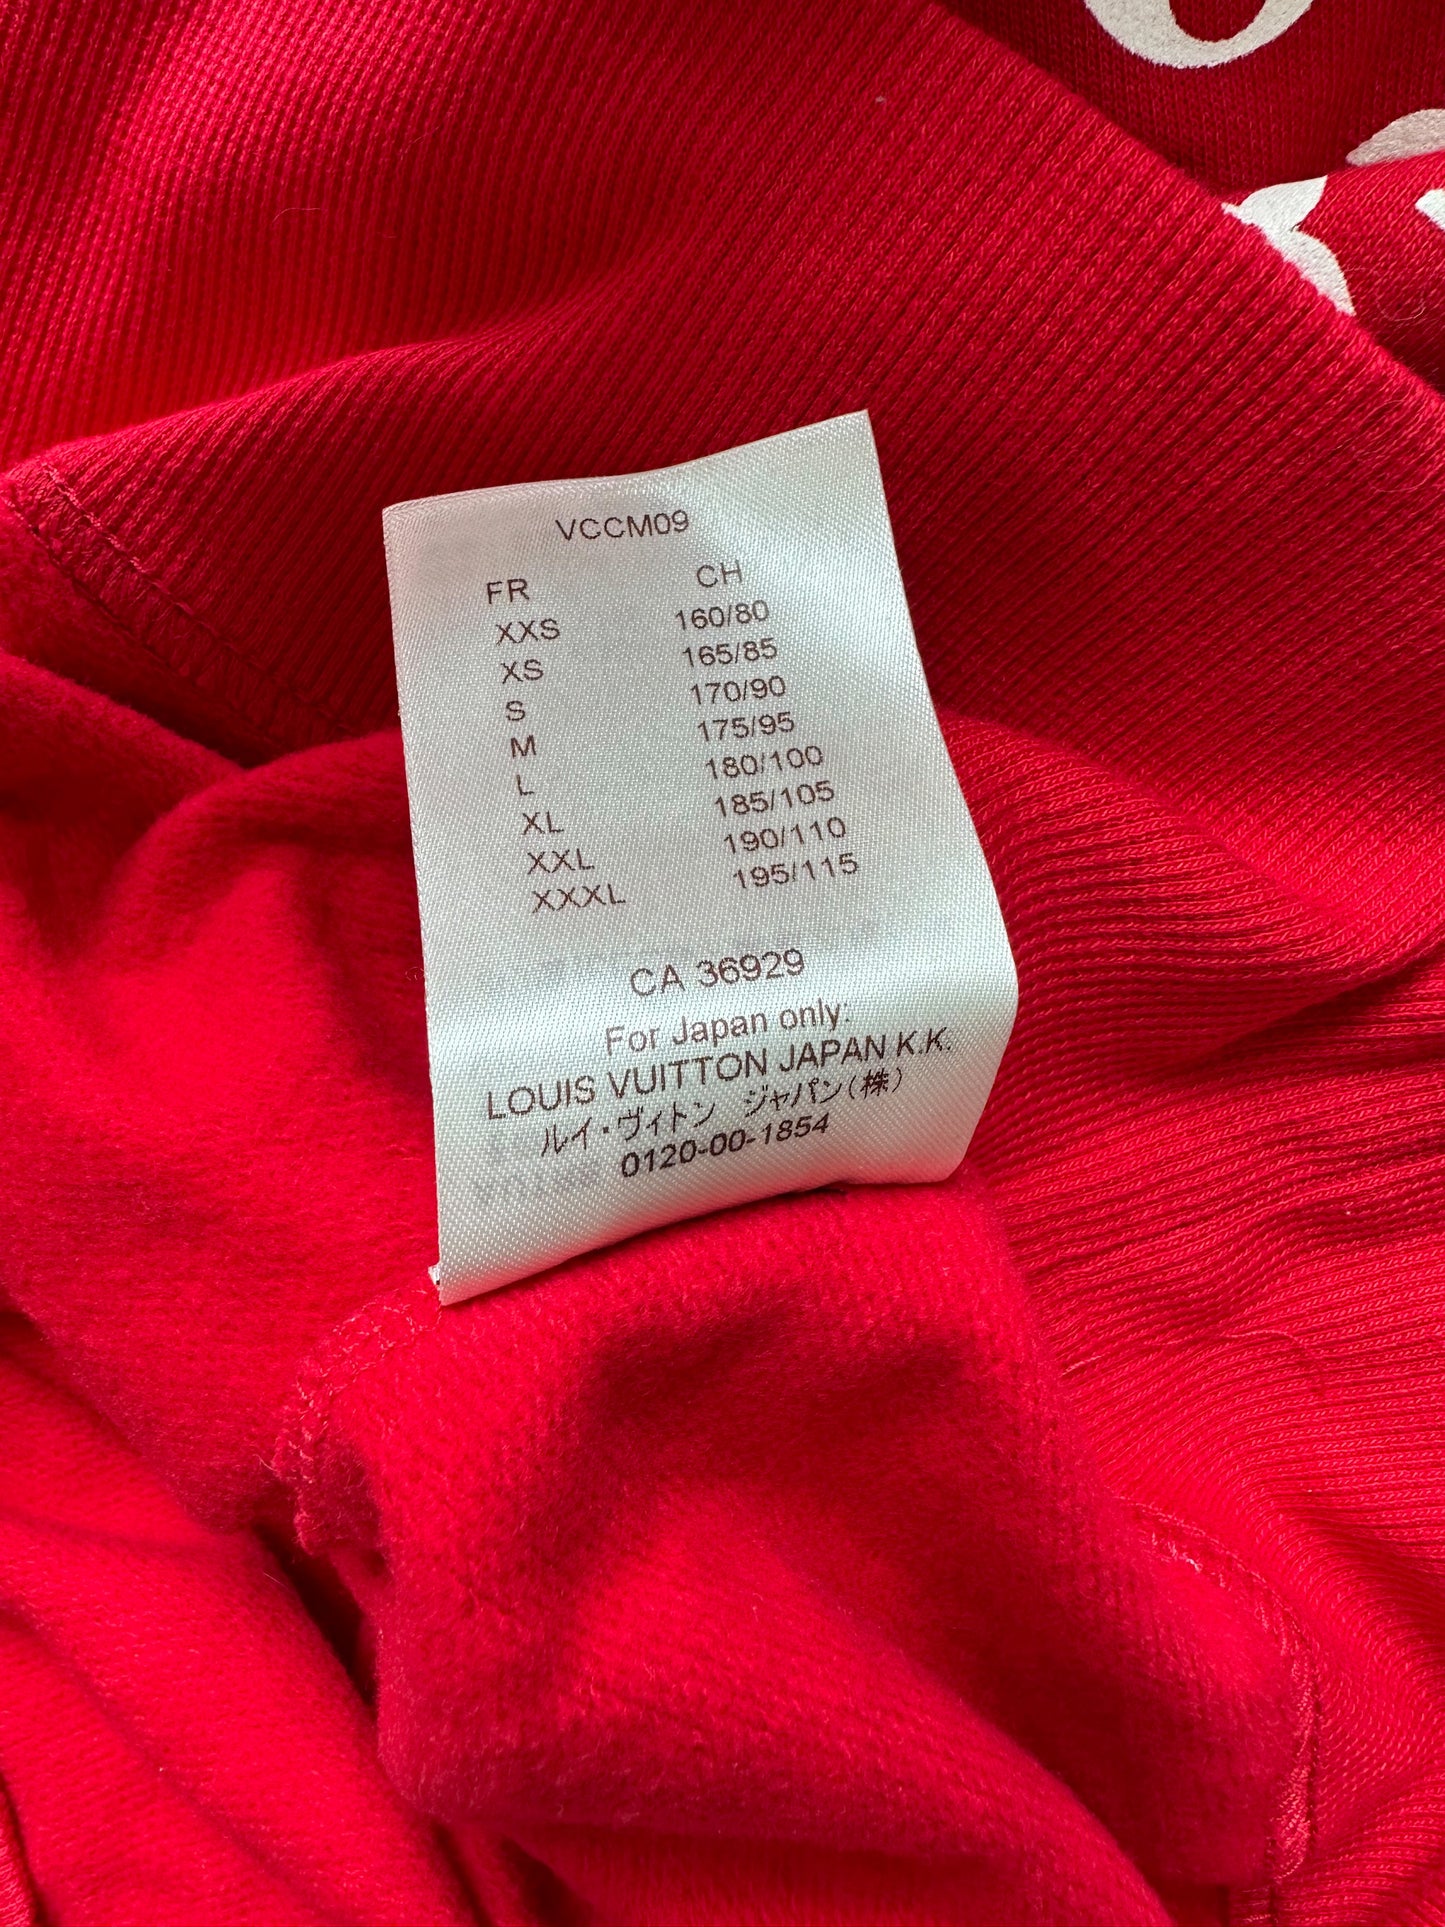 VCCM09
FR CH
XXS 160/80
XS 165/85
S 170/90
M 175/95
L 180/100
XL 185/105
XXL 190/110
XXXL 195/115
CA 36929
For Japan only:
LOUIS VUITTON JAPAN K.K.
ルイ・ヴィトン ジャパン(株)
0120-00-1854